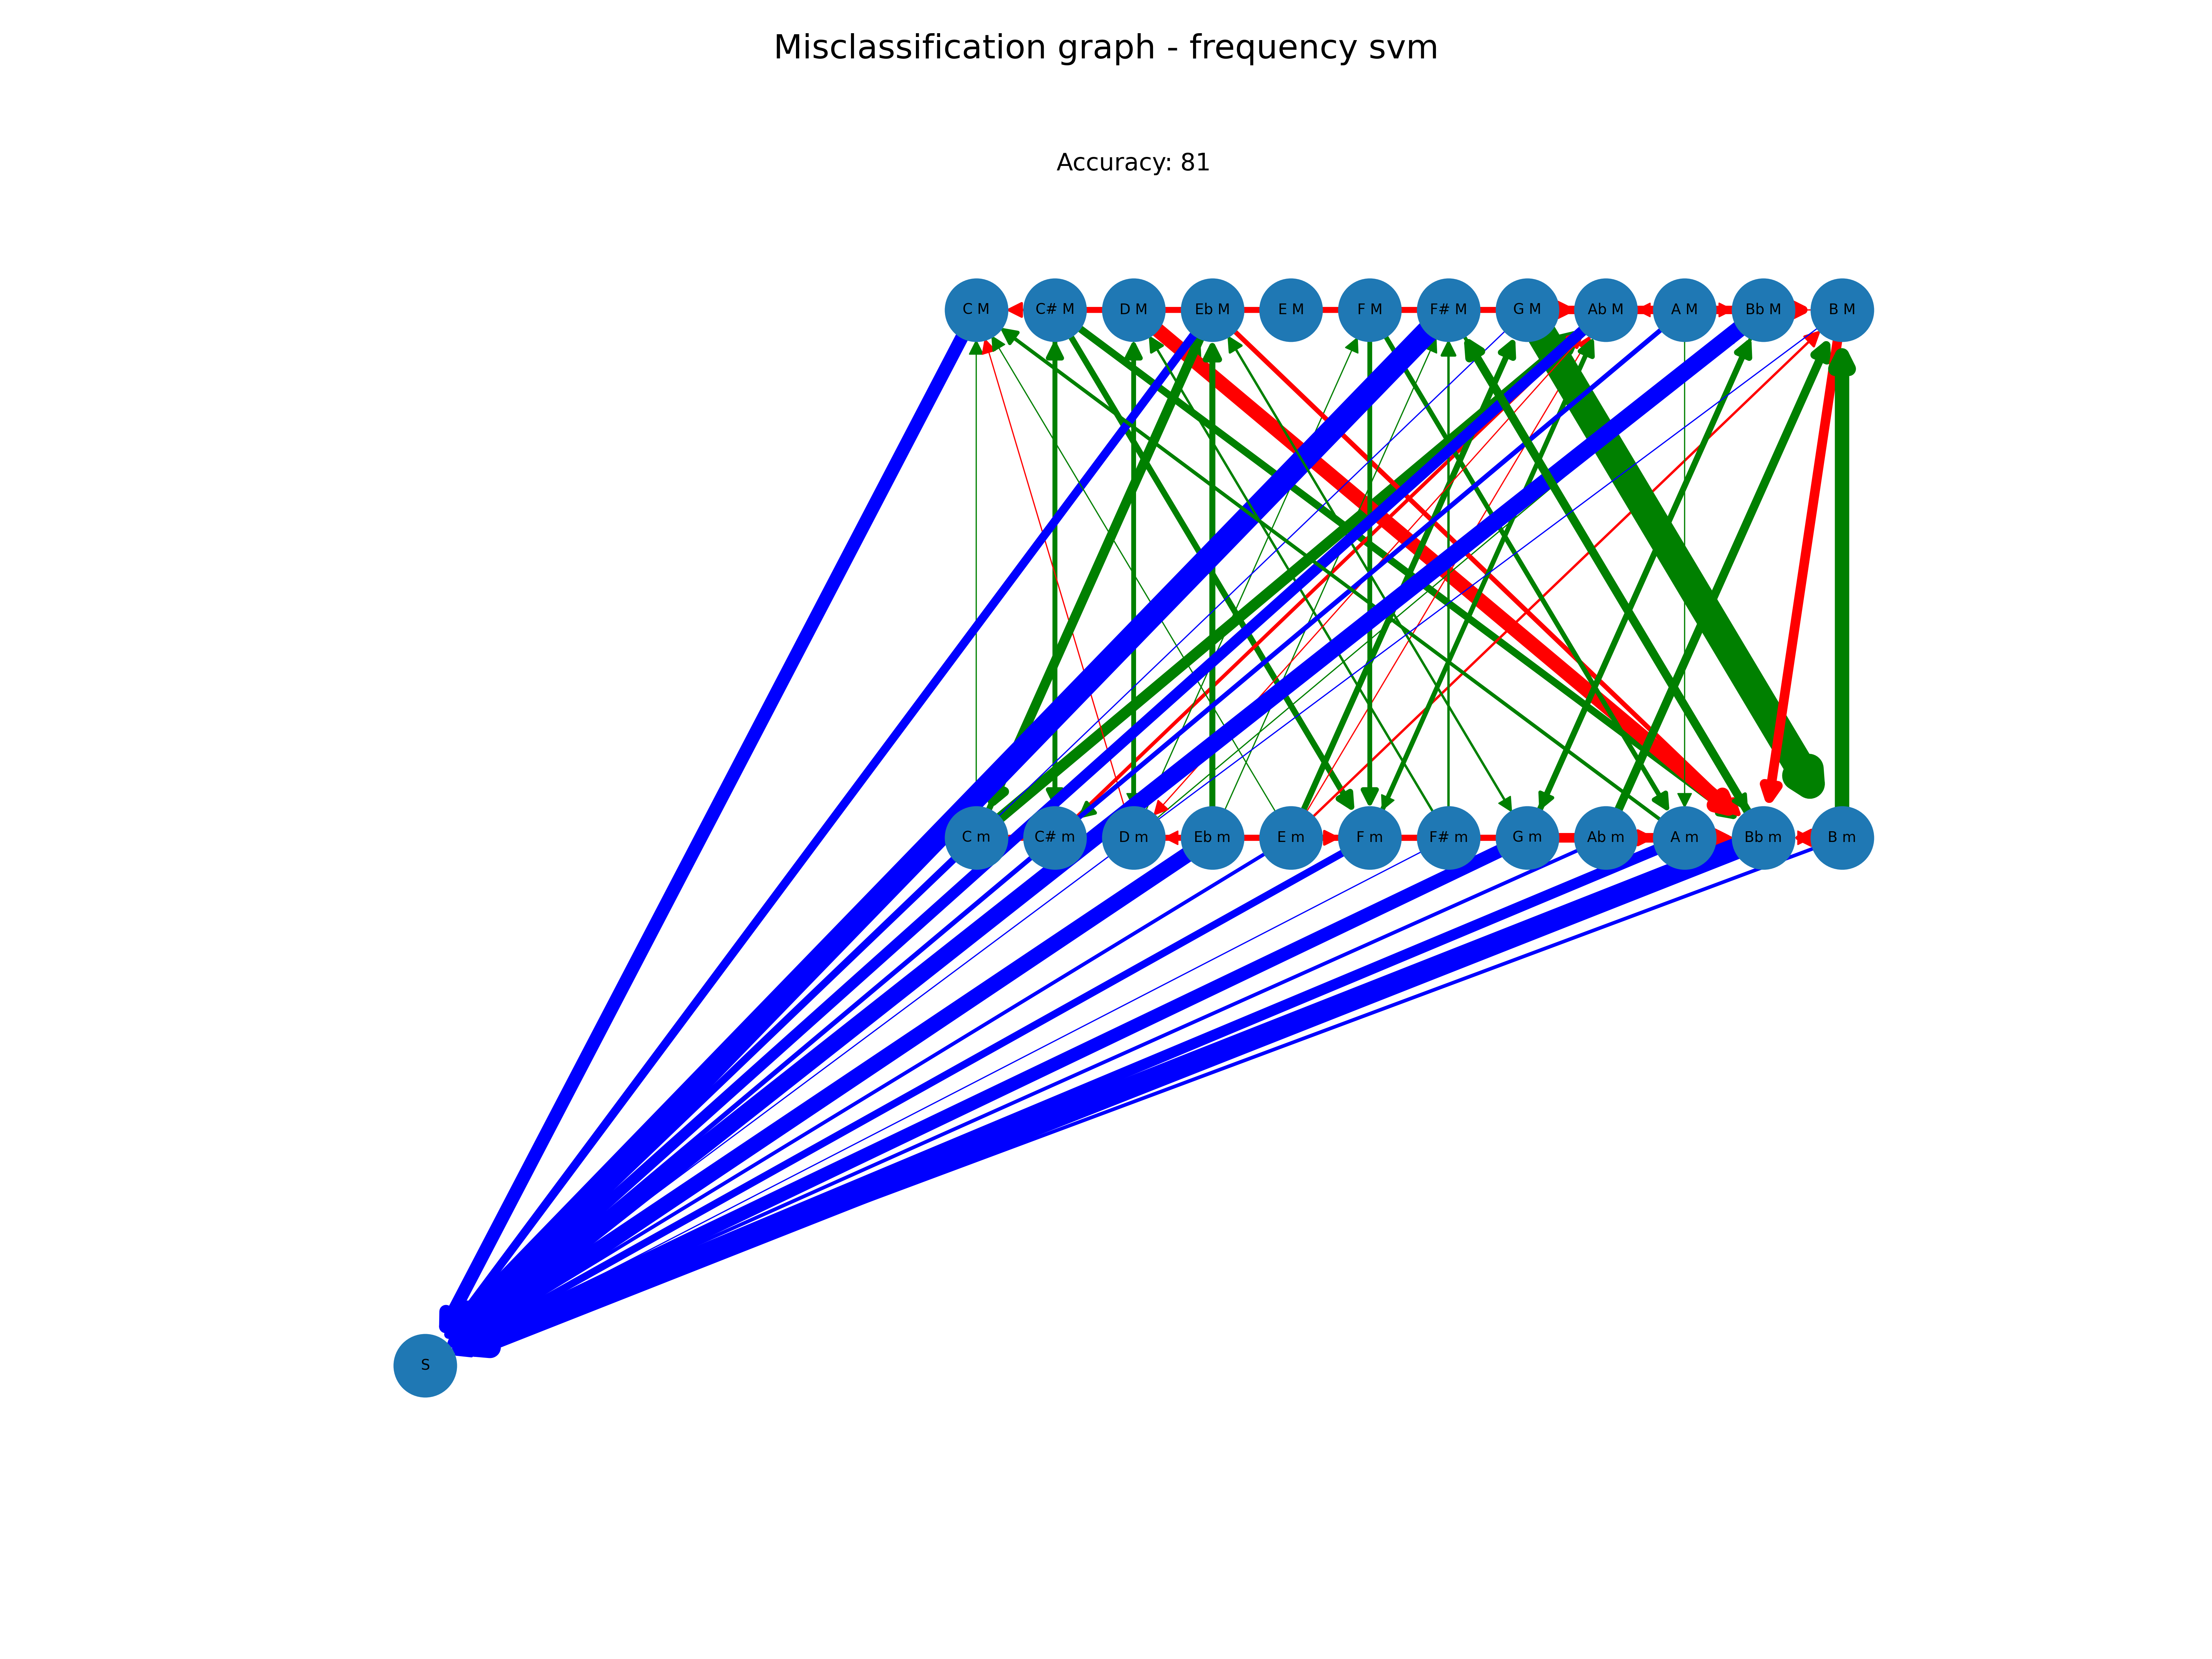 Misclassification graph - frequency svm
Accuracy: 81
C M C# M D M Eb M E M F M F# M G M Ab M A M Bb M B M
C m C# m D m Eb m E m F m F# m G m Ab m A m Bb m B m
S